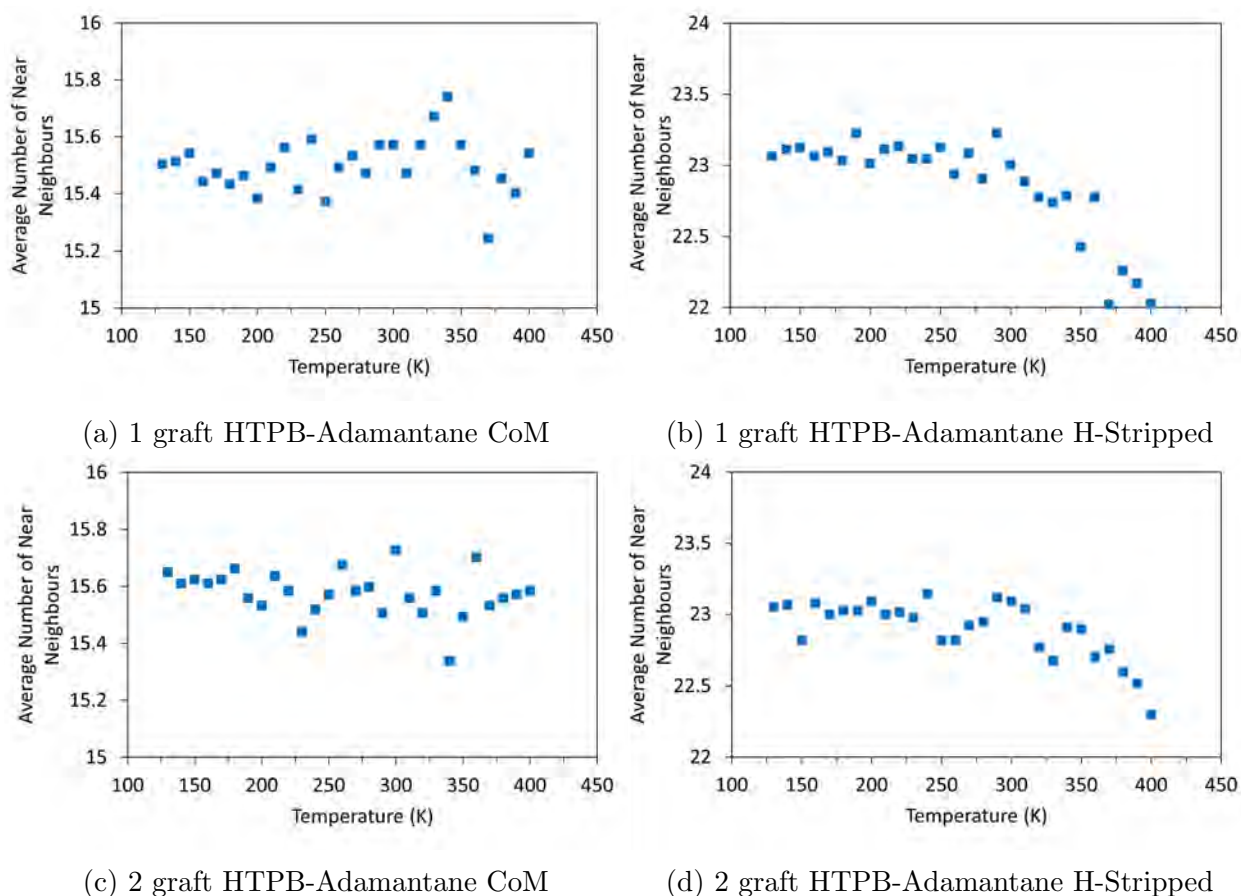 16
15.8
15.6
15.4
15.2
15
Average Number of Near
Neighbours
100 150 200 250 300 350 400 450
Temperature (K)
(a) 1 graft HTPB-Adamantane CoM
24
23.5
23
22.5
22
Average Number of Near
Neighbours
100 150 200 250 300 350 400 450
Temperature (K)
(b) 1 graft HTPB-Adamantane H-Stripped
16
15.8
15.6
15.4
15.2
15
Average Number of Near
Neighbours
100 150 200 250 300 350 400 450
Temperature (K)
(c) 2 graft HTPB-Adamantane CoM
24
23.5
23
22.5
22
Average Number of Near
Neighbours
100 150 200 250 300 350 400 450
Temperature (K)
(d) 2 graft HTPB-Adamantane H-Stripped